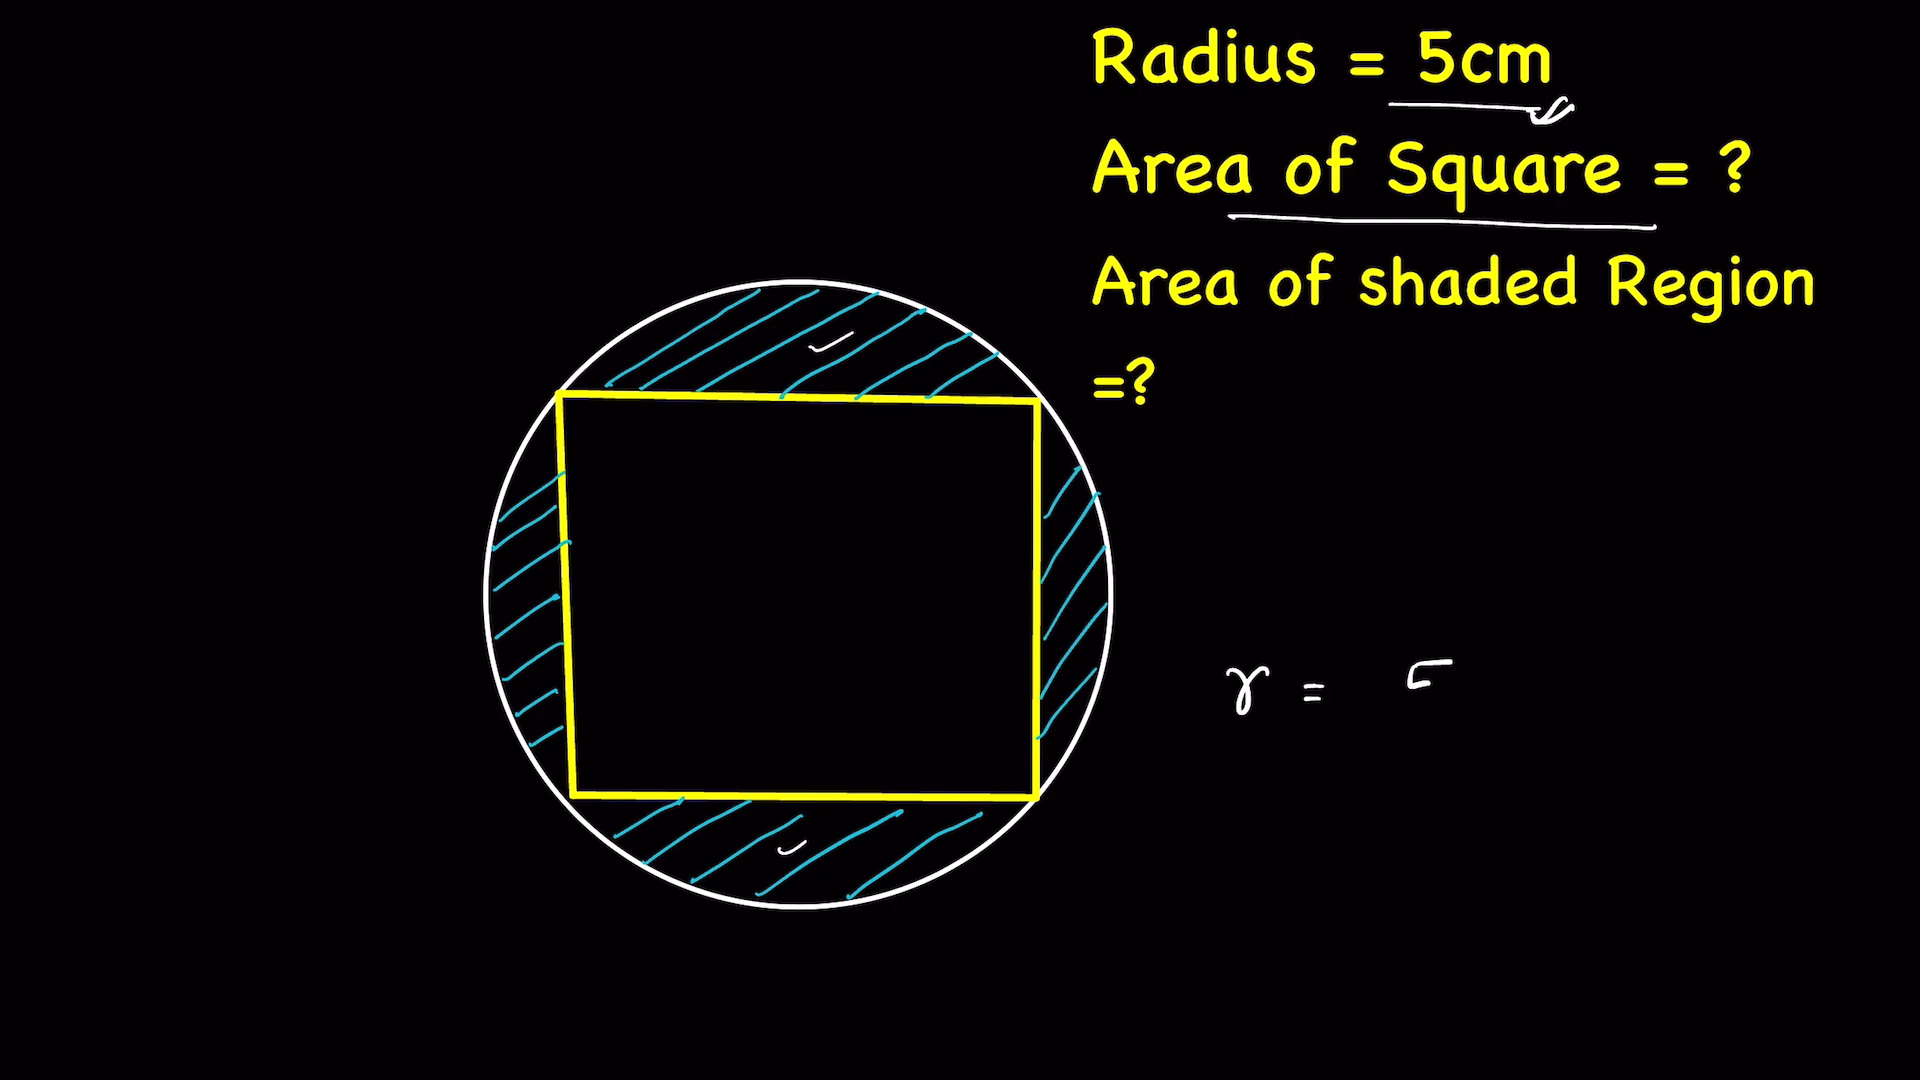 Radius = 5cm
Area of Square = ?
Area of shaded Region
=?
r = 5